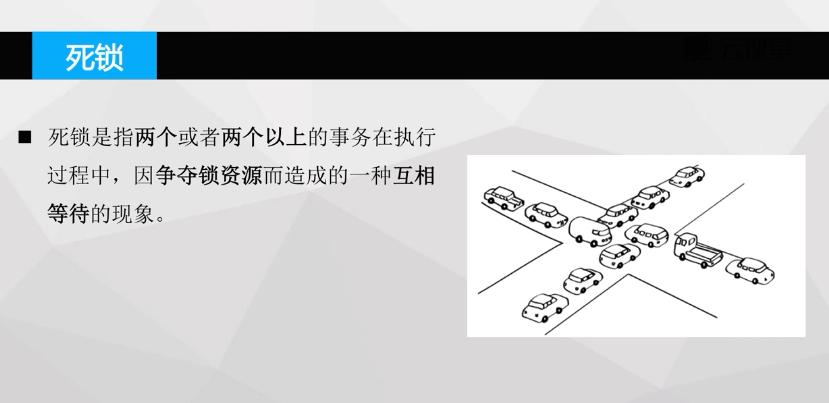 死锁
■ 死锁是指两个或者两个以上的事务在执行
过程中，因争夺锁资源而造成的一种互相
等待的现象。